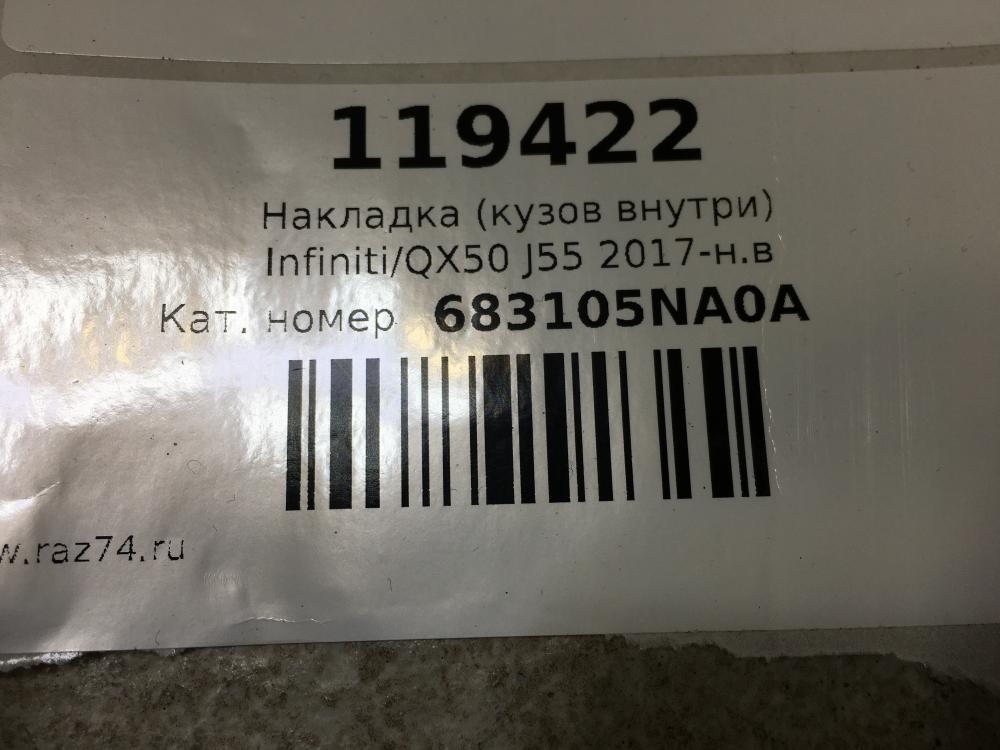 119422
Накладка (кузов внутри)
Infiniti/QX50 J55 2017-н.в
Кат. номер 683105NA0A
w.raz74.ru